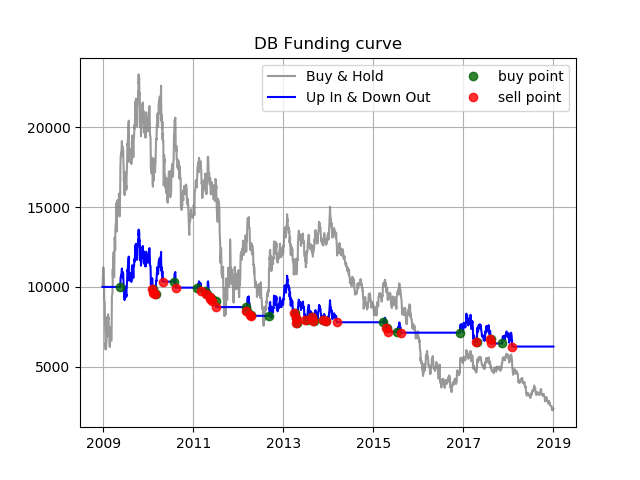 DB Funding curve
Buy & Hold
Up In & Down Out
buy point
sell point
20000
15000
10000
5000
2009 2011 2013 2015 2017 2019